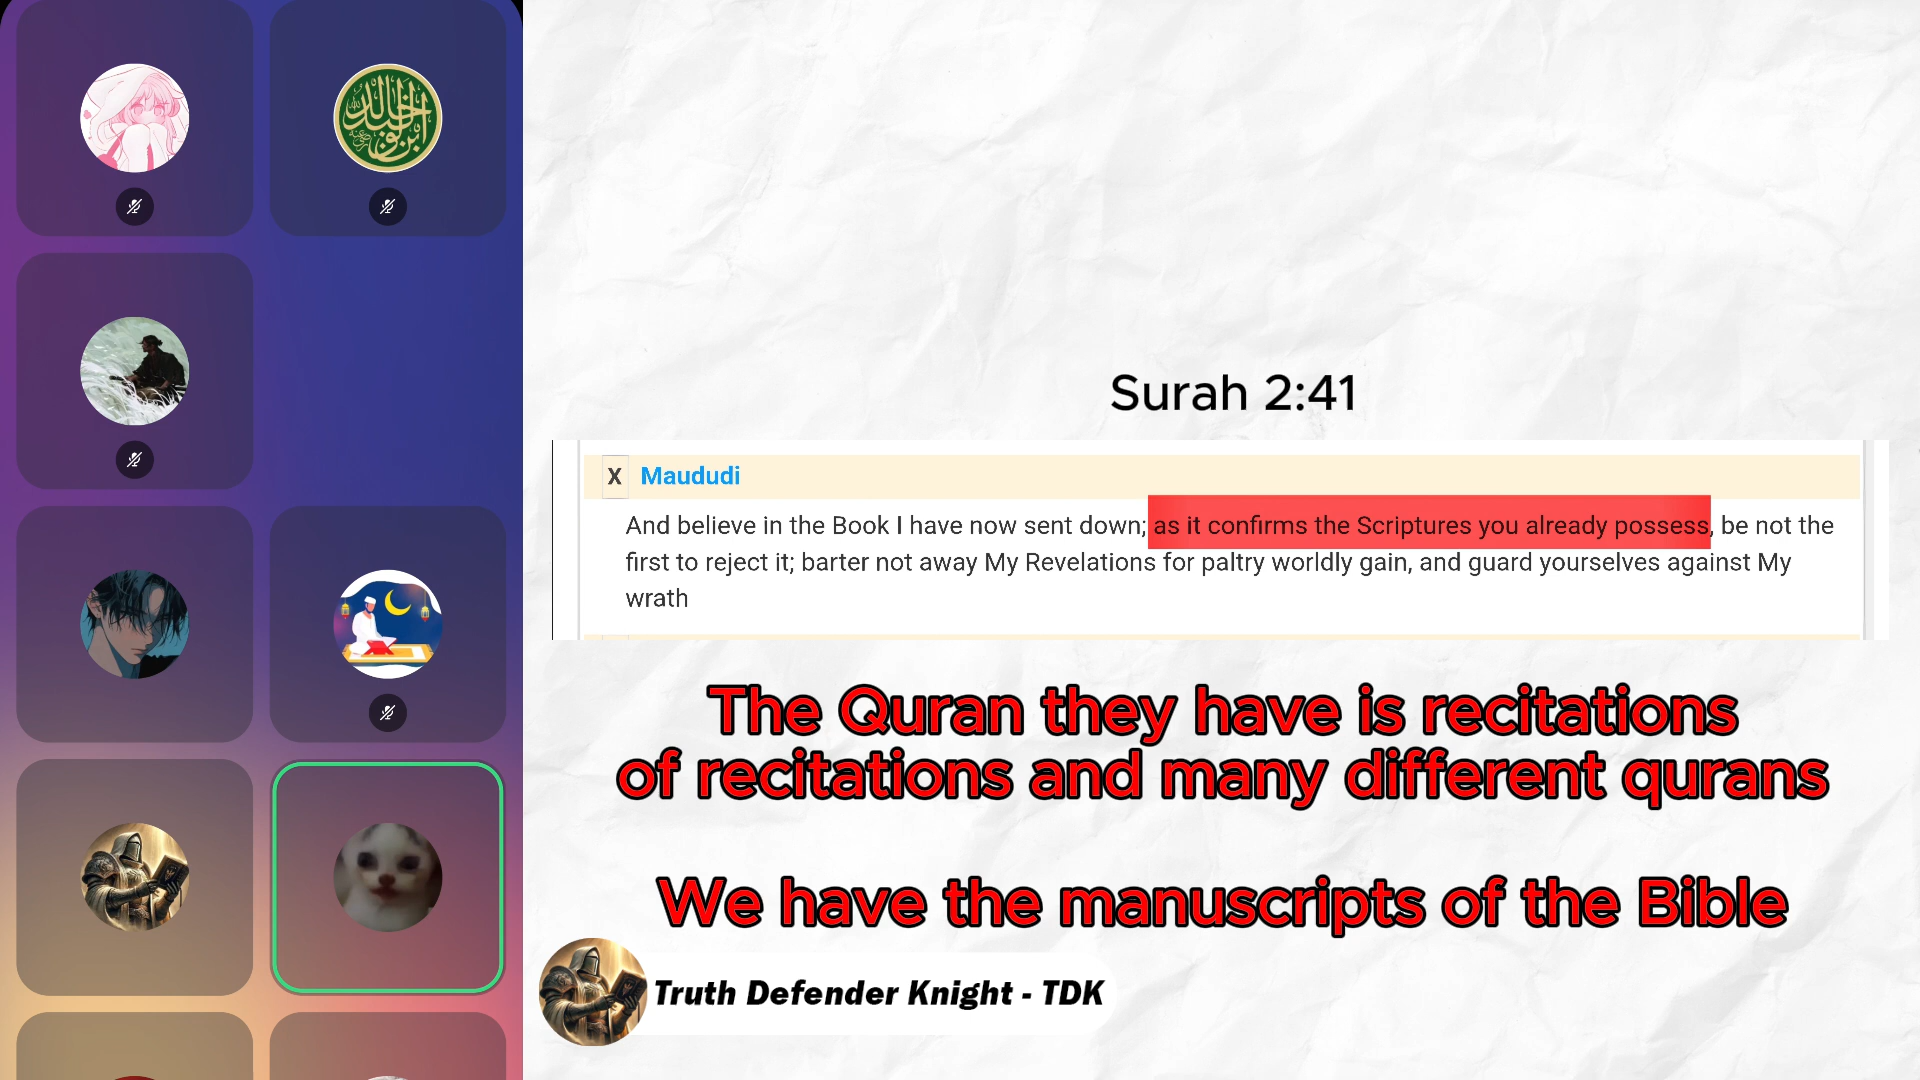 Surah 2:41
X Maududi
And believe in the Book I have now sent down; as it confirms the Scriptures you already possess, be not the
first to reject it; barter not away My Revelations for paltry worldly gain, and guard yourselves against My
wrath
The Quran they have is recitations
of recitations and many different qurans
We have the manuscripts of the Bible
Truth Defender Knight - TDK